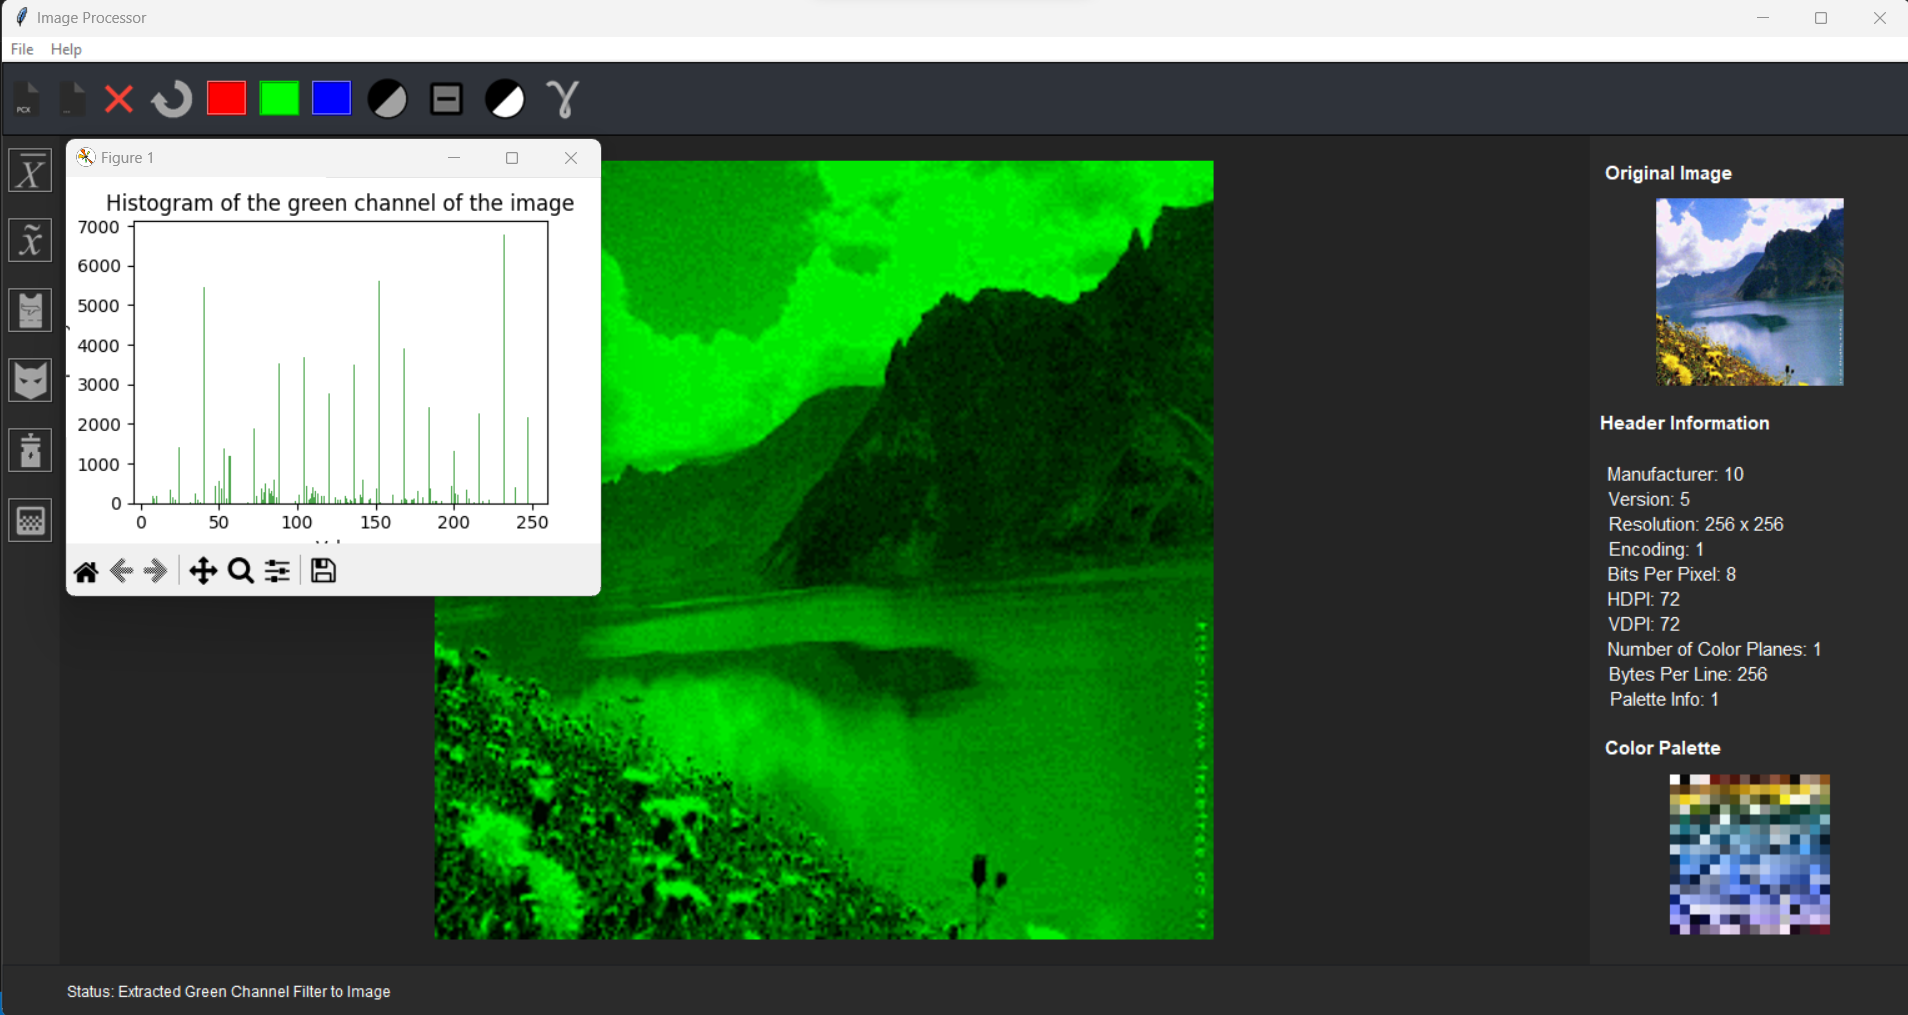 Image Processor
File
Help
PCX
X
x̃
γ
Figure 1
Histogram of the green channel of the image
7000
6000
5000
4000
3000
2000
1000
0
0 50 100 150 200 250
Original Image
Header Information
Manufacturer: 10
Version: 5
Resolution: 256 x 256
Encoding: 1
Bits Per Pixel: 8
HDPI: 72
VDPI: 72
Number of Color Planes: 1
Bytes Per Line: 256
Palette Info: 1
Color Palette
Status: Extracted Green Channel Filter to Image